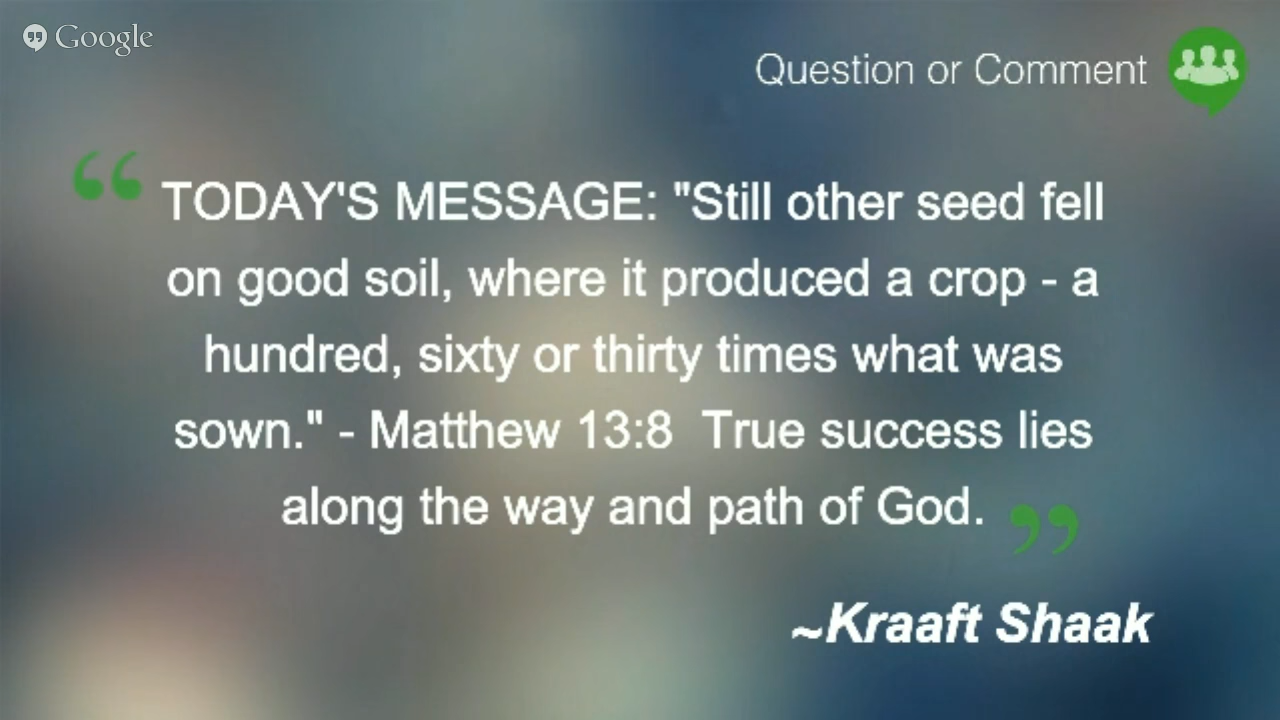 Google
Question or Comment
“ TODAY'S MESSAGE: "Still other seed fell
on good soil, where it produced a crop - a
hundred, sixty or thirty times what was
sown." - Matthew 13:8  True success lies
along the way and path of God. ”
~Kraaft Shaak